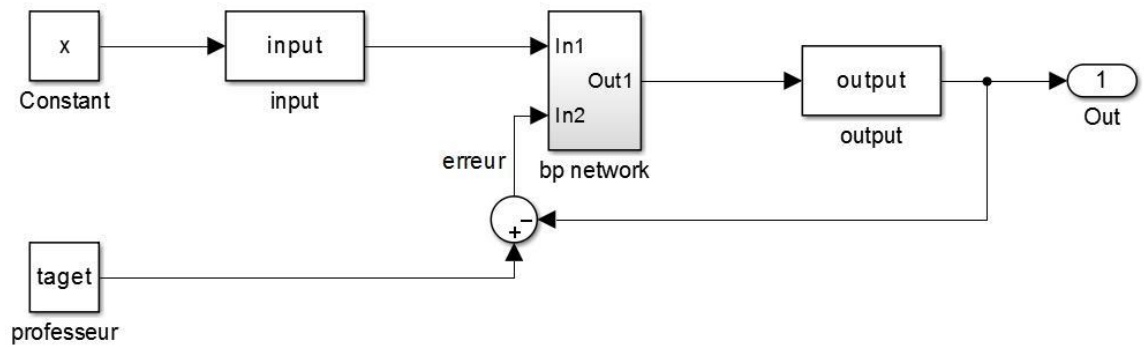 x
Constant
input
input
In1
Out1
In2
bp network
output
output
1
Out
erreur
+
−
taget
professeur